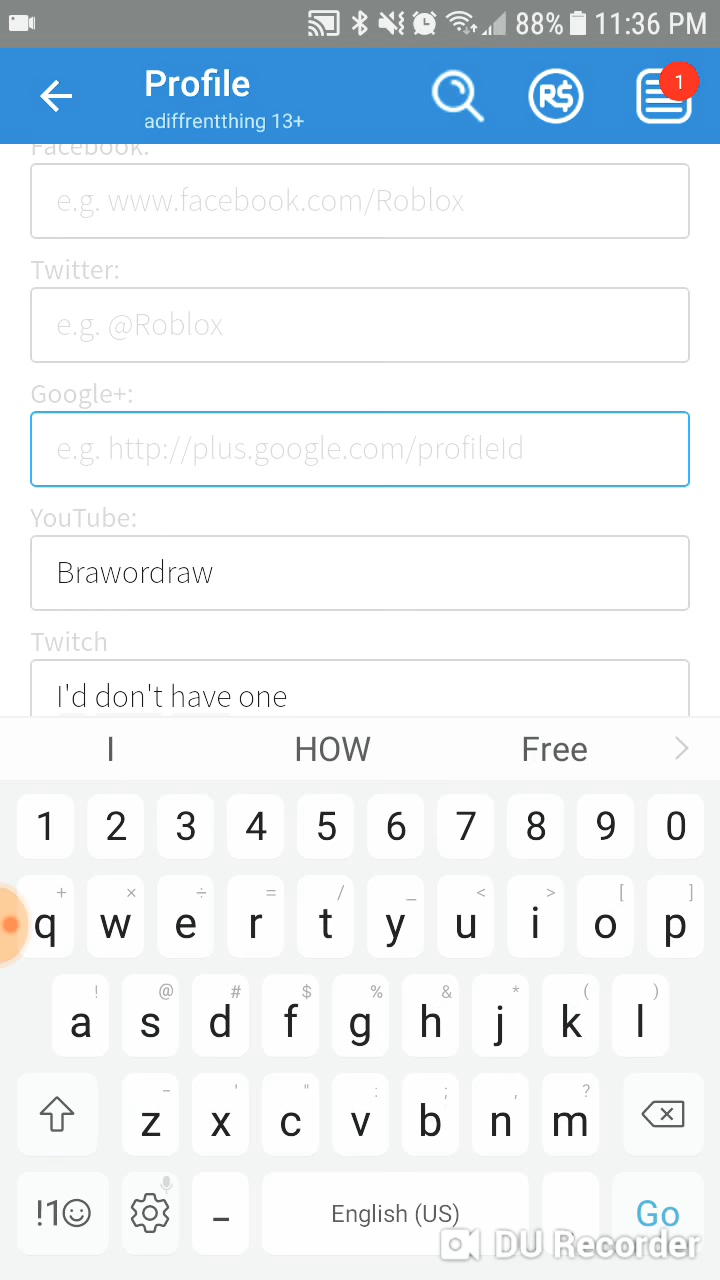 88% 11:36 PM
Profile
adiffrentthing 13+
R$
1
Facebook:
e.g. www.facebook.com/Roblox
Twitter:
e.g. @Roblox
Google+:
e.g. http://plus.google.com/profileId
YouTube:
Brawordraw
Twitch
I'd don't have one
I HOW Free
1 2 3 4 5 6 7 8 9 0
+ × ÷ = / _ < > [ ]
q w e r t y u i o p
! @ # $ % & * ( )
a s d f g h j k l
- ' " : ; , ?
z x c v b n m
!1☺ _ English (US) Go
DU Recorder